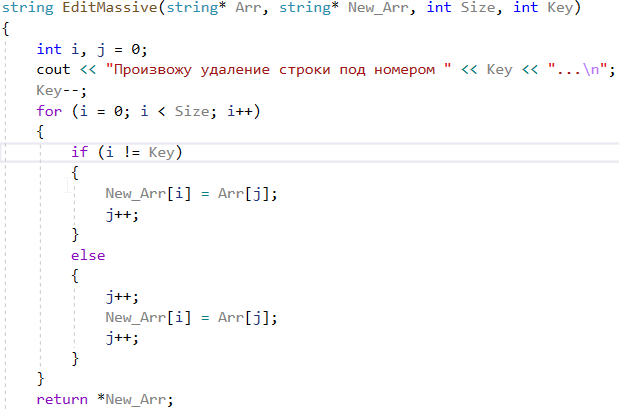 string EditMassive(string* Arr, string* New_Arr, int Size, int Key)
{
    int i, j = 0;
    cout << "Произвожу удаление строки под номером " << Key << "...\n";
    Key--;
    for (i = 0; i < Size; i++)
    {
        if (i != Key)
        {
            New_Arr[i] = Arr[j];
            j++;
        }
        else
        {
            j++;
            New_Arr[i] = Arr[j];
            j++;
        }
    }
    return *New_Arr;